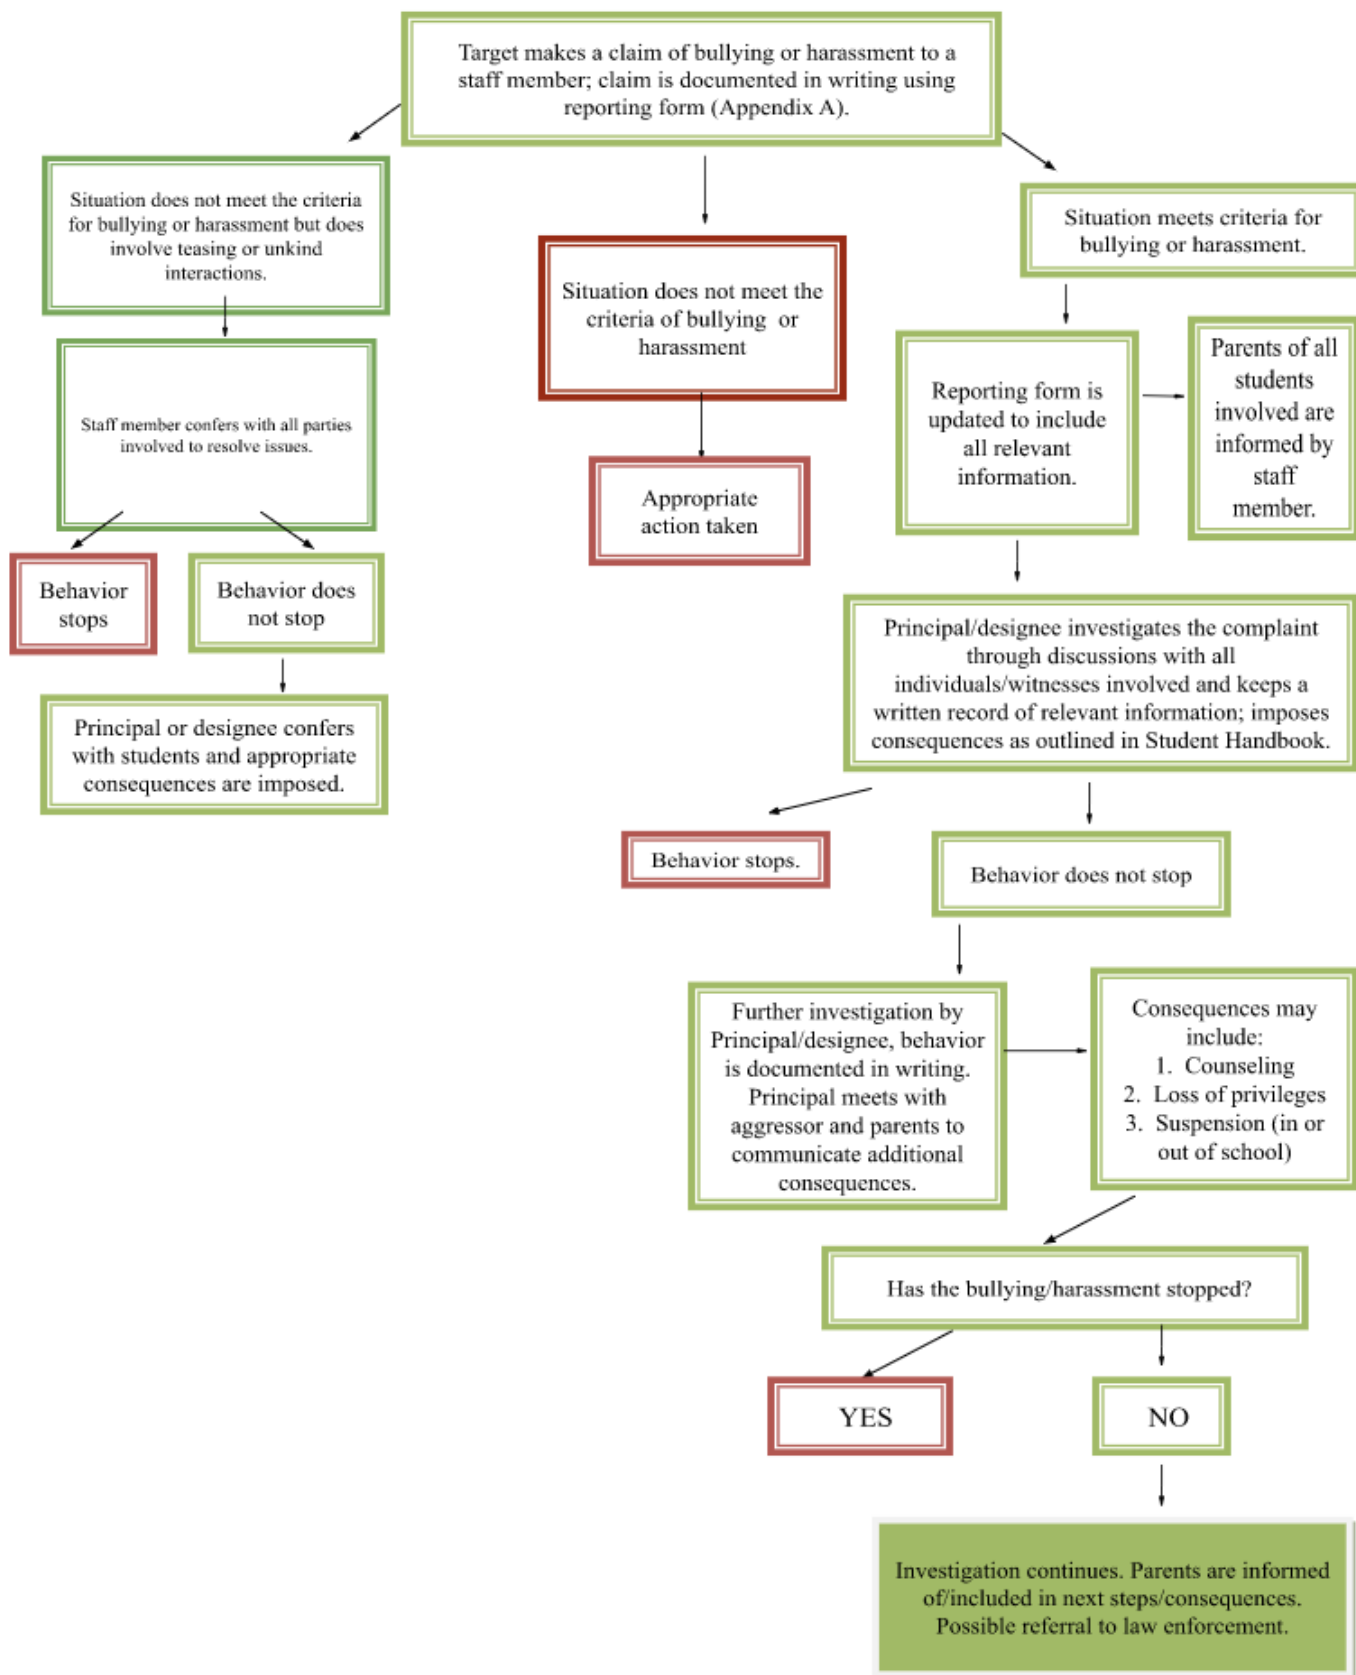 Target makes a claim of bullying or harassment to a
staff member; claim is documented in writing using
reporting form (Appendix A).
Situation does not meet the criteria
for bullying or harassment but does
involve teasing or unkind
interactions.
Staff member confers with all parties
involved to resolve issues.
Behavior
stops
Behavior does
not stop
Principal or designee confers
with students and appropriate
consequences are imposed.
Situation does not meet the
criteria of bullying or
harassment
Appropriate
action taken
Situation meets criteria for
bullying or harassment.
Reporting form is
updated to include
all relevant
information.
Parents of all
students
involved are
informed by
staff
member.
Principal/designee investigates the complaint
through discussions with all
individuals/witnesses involved and keeps a
written record of relevant information; imposes
consequences as outlined in Student Handbook.
Behavior stops.
Behavior does not stop
Further investigation by
Principal/designee, behavior
is documented in writing.
Principal meets with
aggressor and parents to
communicate additional
consequences.
Consequences may
include:
1. Counseling
2. Loss of privileges
3. Suspension (in or
out of school)
Has the bullying/harassment stopped?
YES
NO
Investigation continues. Parents are informed
of/included in next steps/consequences.
Possible referral to law enforcement.